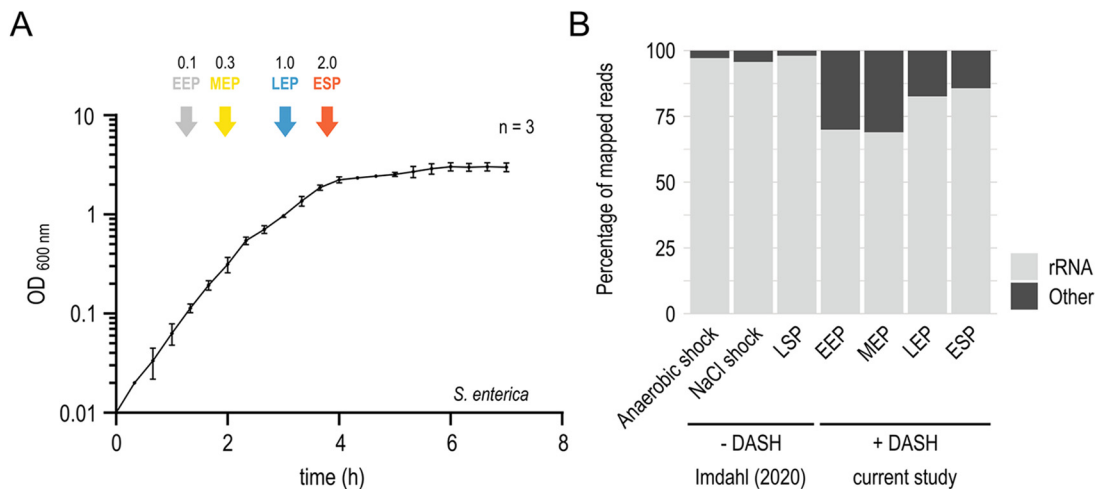 A
0.1 0.3 1.0 2.0
EEP MEP LEP ESP
n = 3
10
1
0.1
0.01
OD 600 nm
S. enterica
0 2 4 6 8
time (h)
B
100
75
50
25
0
Percentage of mapped reads
Anaerobic shock
NaCl shock
LSP
EEP
MEP
LEP
ESP
- DASH
Imdahl (2020)
+ DASH
current study
rRNA
Other